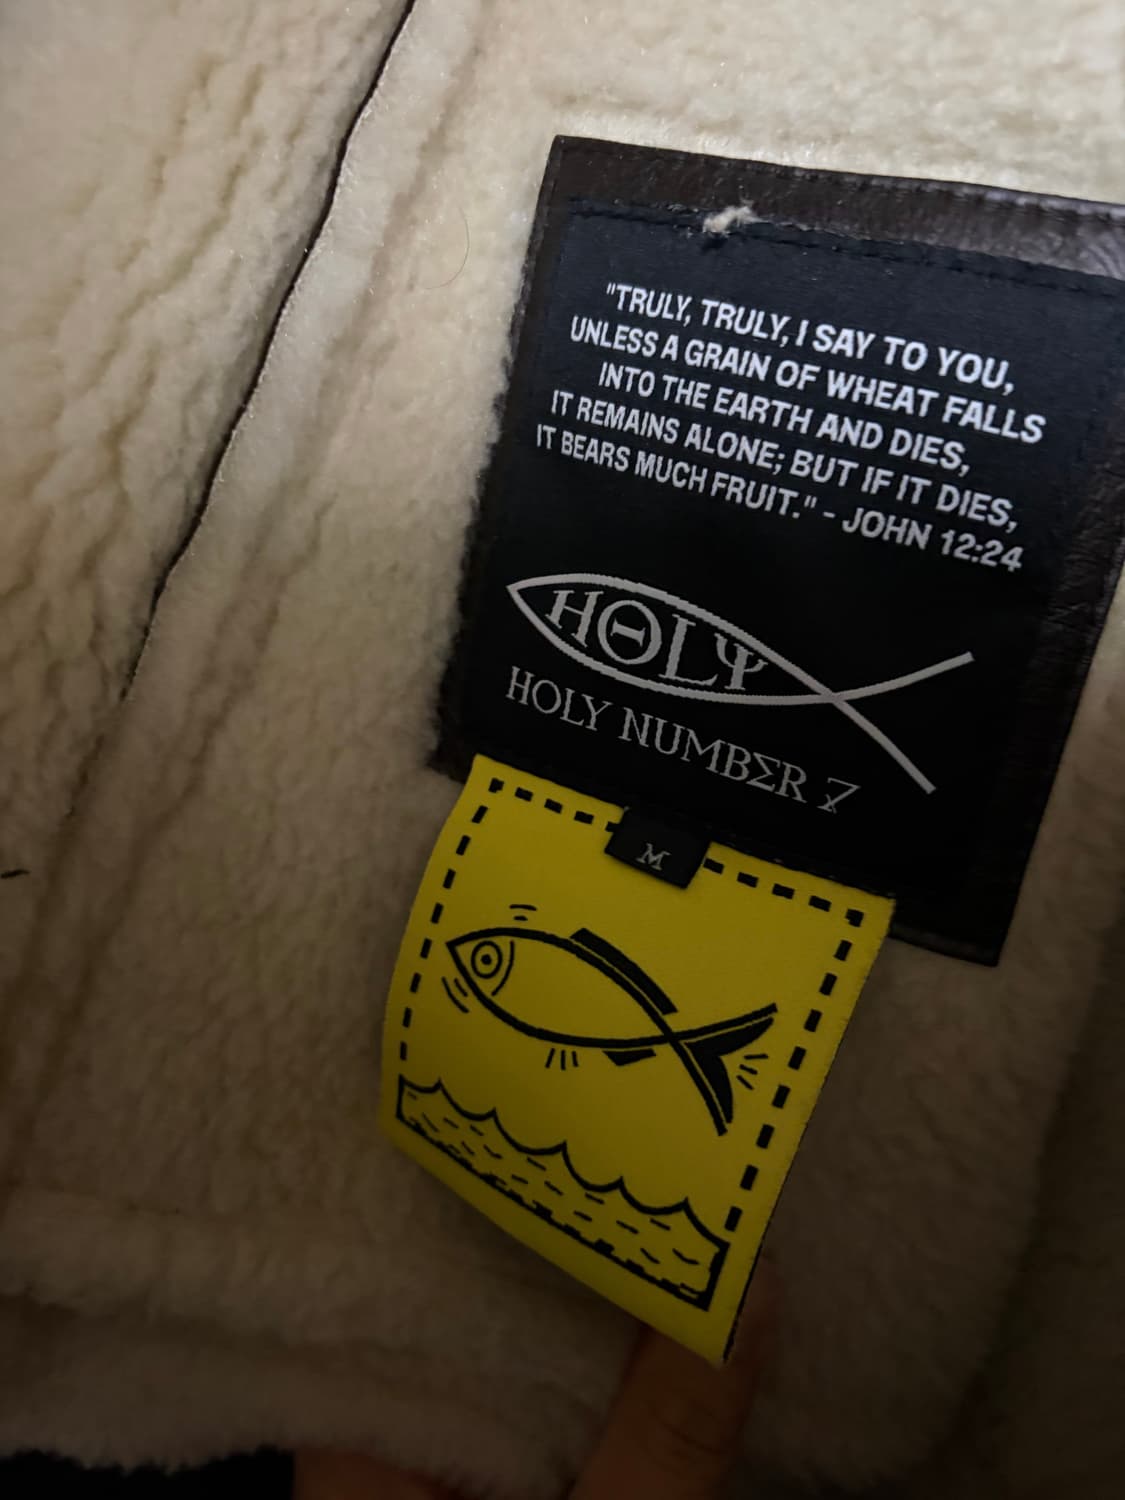 "TRULY, TRULY, I SAY TO YOU,
UNLESS A GRAIN OF WHEAT FALLS
INTO THE EARTH AND DIES,
IT REMAINS ALONE; BUT IF IT DIES,
IT BEARS MUCH FRUIT." - JOHN 12:24
HΘLΨ
HOLY NUMBΣR 7
M